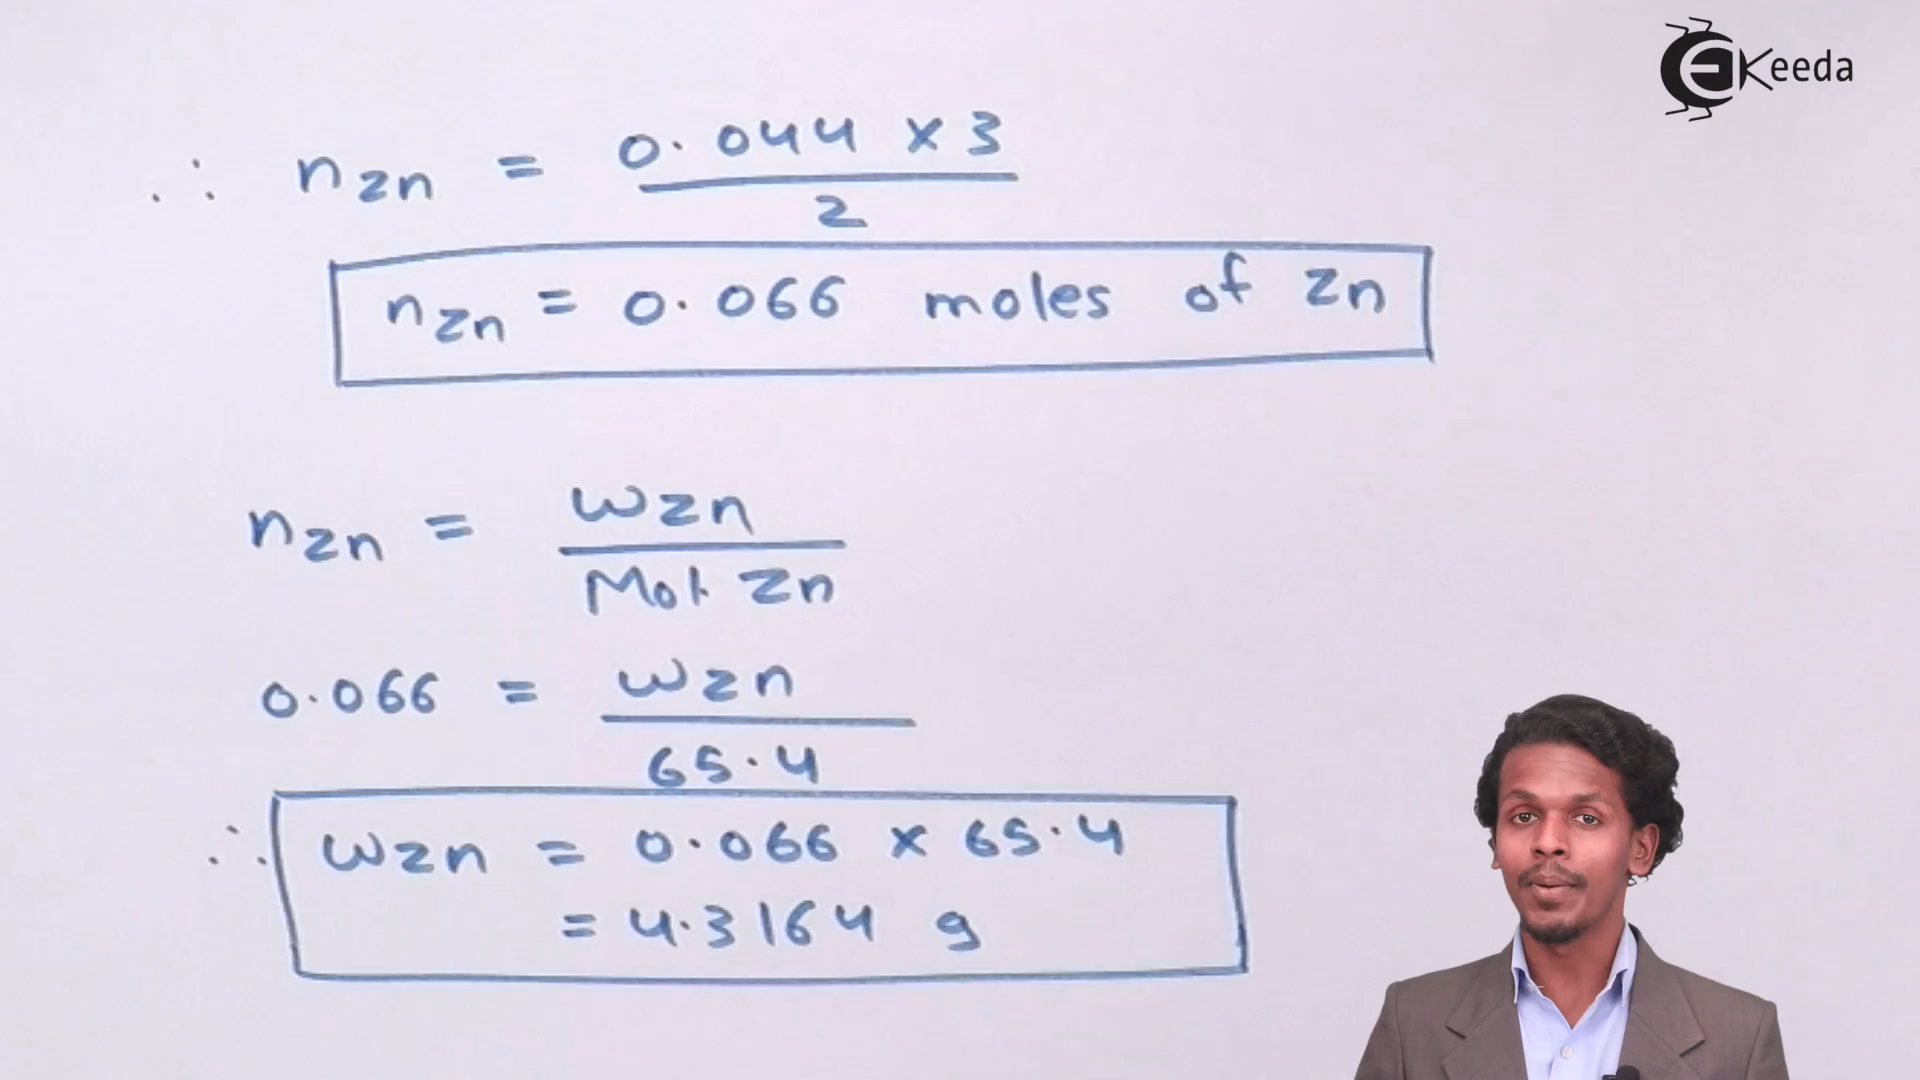 EKeeda
∴ nZn = 0.044 × 3 / 2
nZn = 0.066 moles of Zn
nZn = WZn / Mol. Zn
0.066 = WZn / 65.4
∴ WZn = 0.066 × 65.4
= 4.3164 g